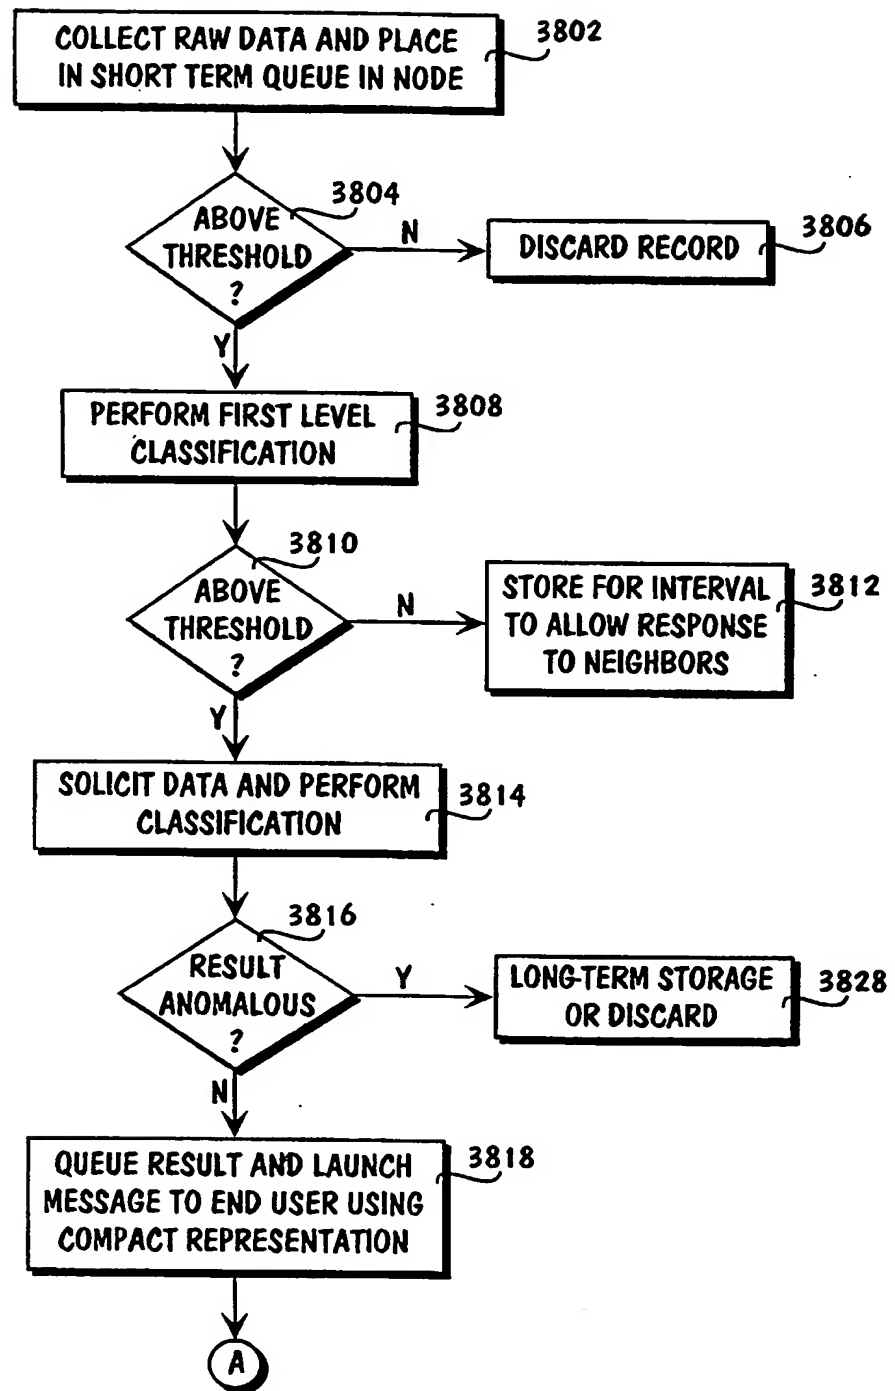 COLLECT RAW DATA AND PLACE
IN SHORT TERM QUEUE IN NODE
3802
ABOVE
THRESHOLD
?
3804
N
DISCARD RECORD
3806
Y
PERFORM FIRST LEVEL
CLASSIFICATION
3808
ABOVE
THRESHOLD
?
3810
N
STORE FOR INTERVAL
TO ALLOW RESPONSE
TO NEIGHBORS
3812
Y
SOLICIT DATA AND PERFORM
CLASSIFICATION
3814
RESULT
ANOMALOUS
?
3816
Y
LONG-TERM STORAGE
OR DISCARD
3828
N
QUEUE RESULT AND LAUNCH
MESSAGE TO END USER USING
COMPACT REPRESENTATION
3818
A